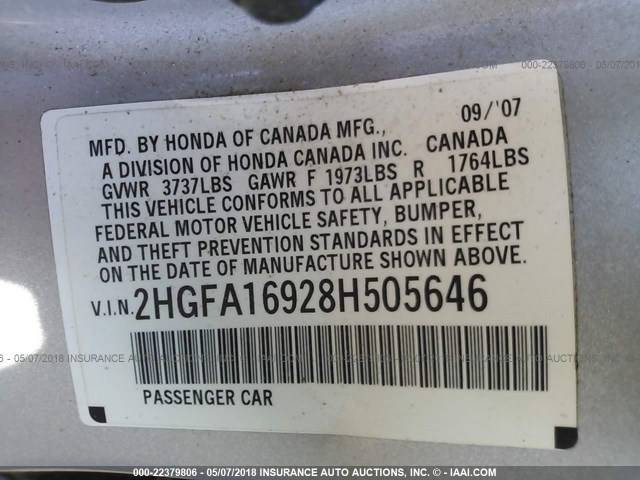 09/'07
MFD. BY HONDA OF CANADA MFG.,
A DIVISION OF HONDA CANADA INC. CANADA
GVWR 3737LBS GAWR F 1973LBS R 1764LBS
THIS VEHICLE CONFORMS TO ALL APPLICABLE
FEDERAL MOTOR VEHICLE SAFETY, BUMPER,
AND THEFT PREVENTION STANDARDS IN EFFECT
ON THE DATE OF MANUFACTURE SHOWN ABOVE.
V.I.N. 2HGFA16928H505646
PASSENGER CAR
000-22379806 - 05/07/2018 INSURANCE AUTO AUCTIONS, INC. - © IAAI.COM